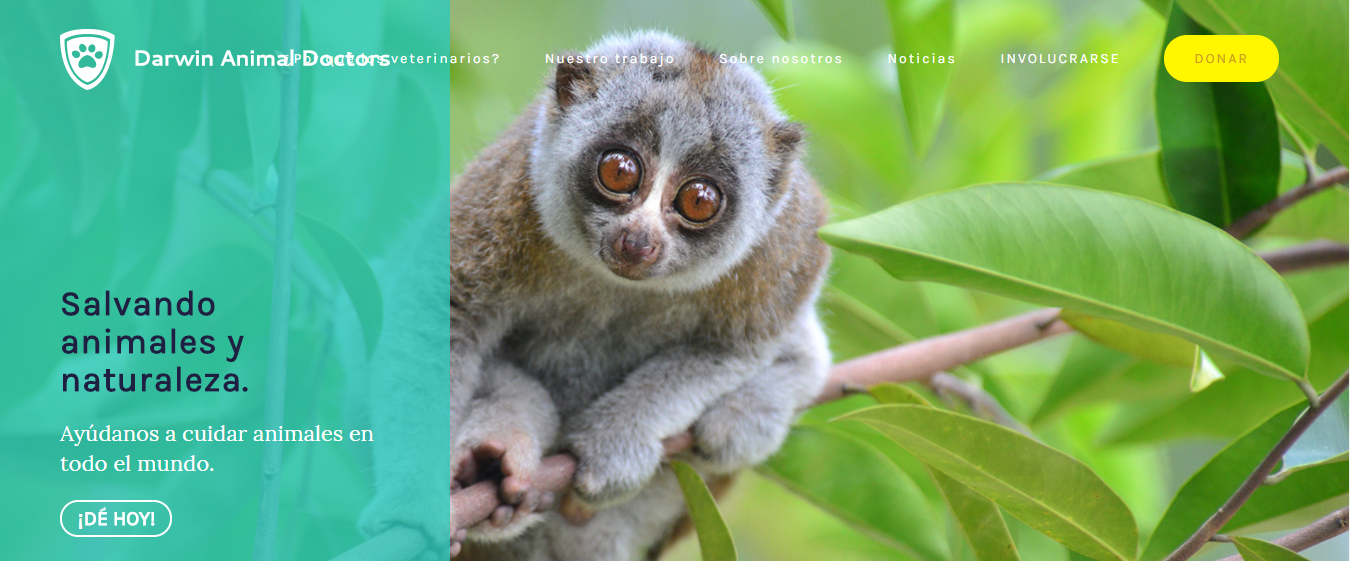 Darwin Animal Doctors
veterinarios?
Nuestro trabajo
Sobre nosotros
Noticias
INVOLUCRARSE
DONAR
Salvando
animales y
naturaleza.
Ayúdanos a cuidar animales en
todo el mundo.
¡DÉ HOY!